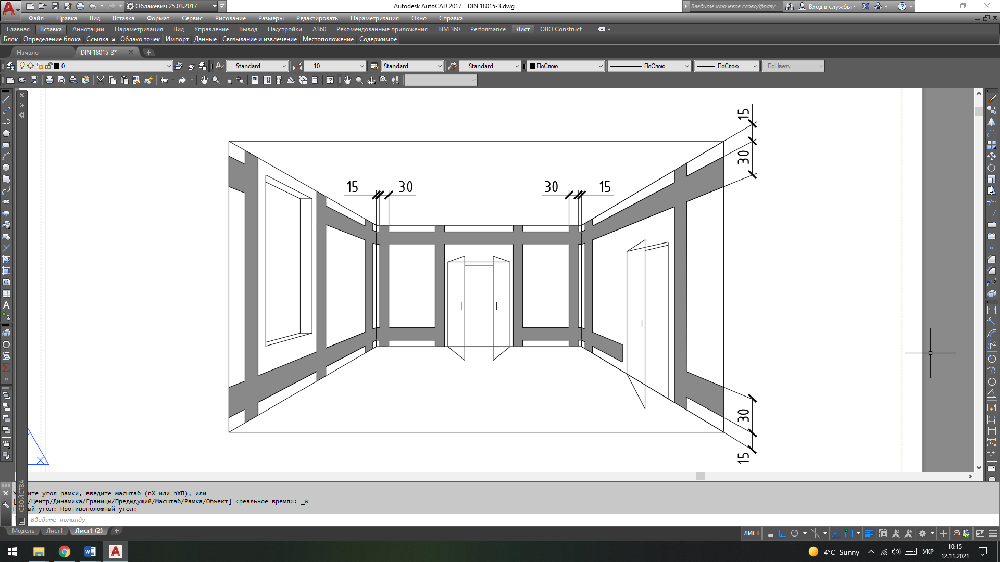 Облакевич 25.03.2017
Autodesk AutoCAD 2017 DIN 18015-3.dwg
Введите ключевое слово/фразу
Вход в службы
Файл Правка Вид Вставка Формат Сервис Рисование Размеры Редактировать Параметризация Окно Справка
Главная Вставка Аннотации Параметризация Вид Управление Вывод Надстройки A360 Рекомендованные приложения BIM 360 Performance Лист OBO Construct
Блок Определение блока Ссылка Облако точек Импорт Данные Связывание и извлечение Местоположение Содержимое
Начало DIN 18015-3*
0 Standard 10 Standard Standard ПоСлою ПоСлою ПоСлою ПоЦвету
15
30
15 30 30 15
30
15
СВОЙСТВА
ите угол рамки, введите масштаб (nX или nXП), или
/Центр/Динамика/Границы/Предыдущий/Масштаб/Рамка/Объект] <реальное время>: _w
ый угол: Противоположный угол:
Введите команду
Модель Лист1 Лист1 (2)
ЛИСТ
4°C Sunny
УКР
10:15
12.11.2021